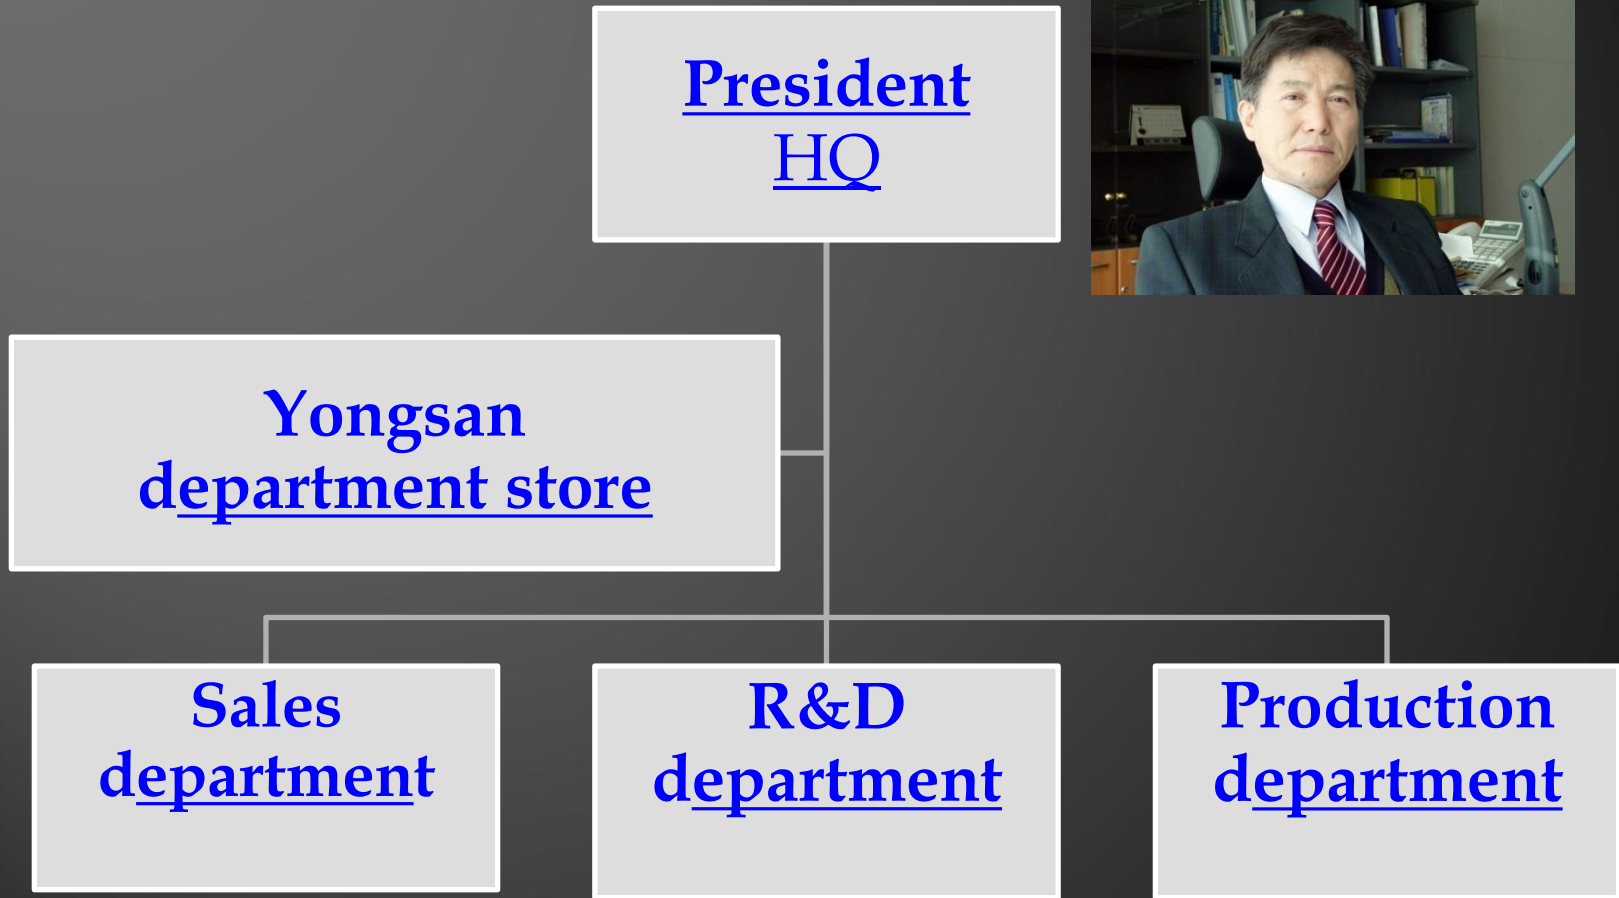 President
HQ
Yongsan
department store
Sales
department
R&D
department
Production
department